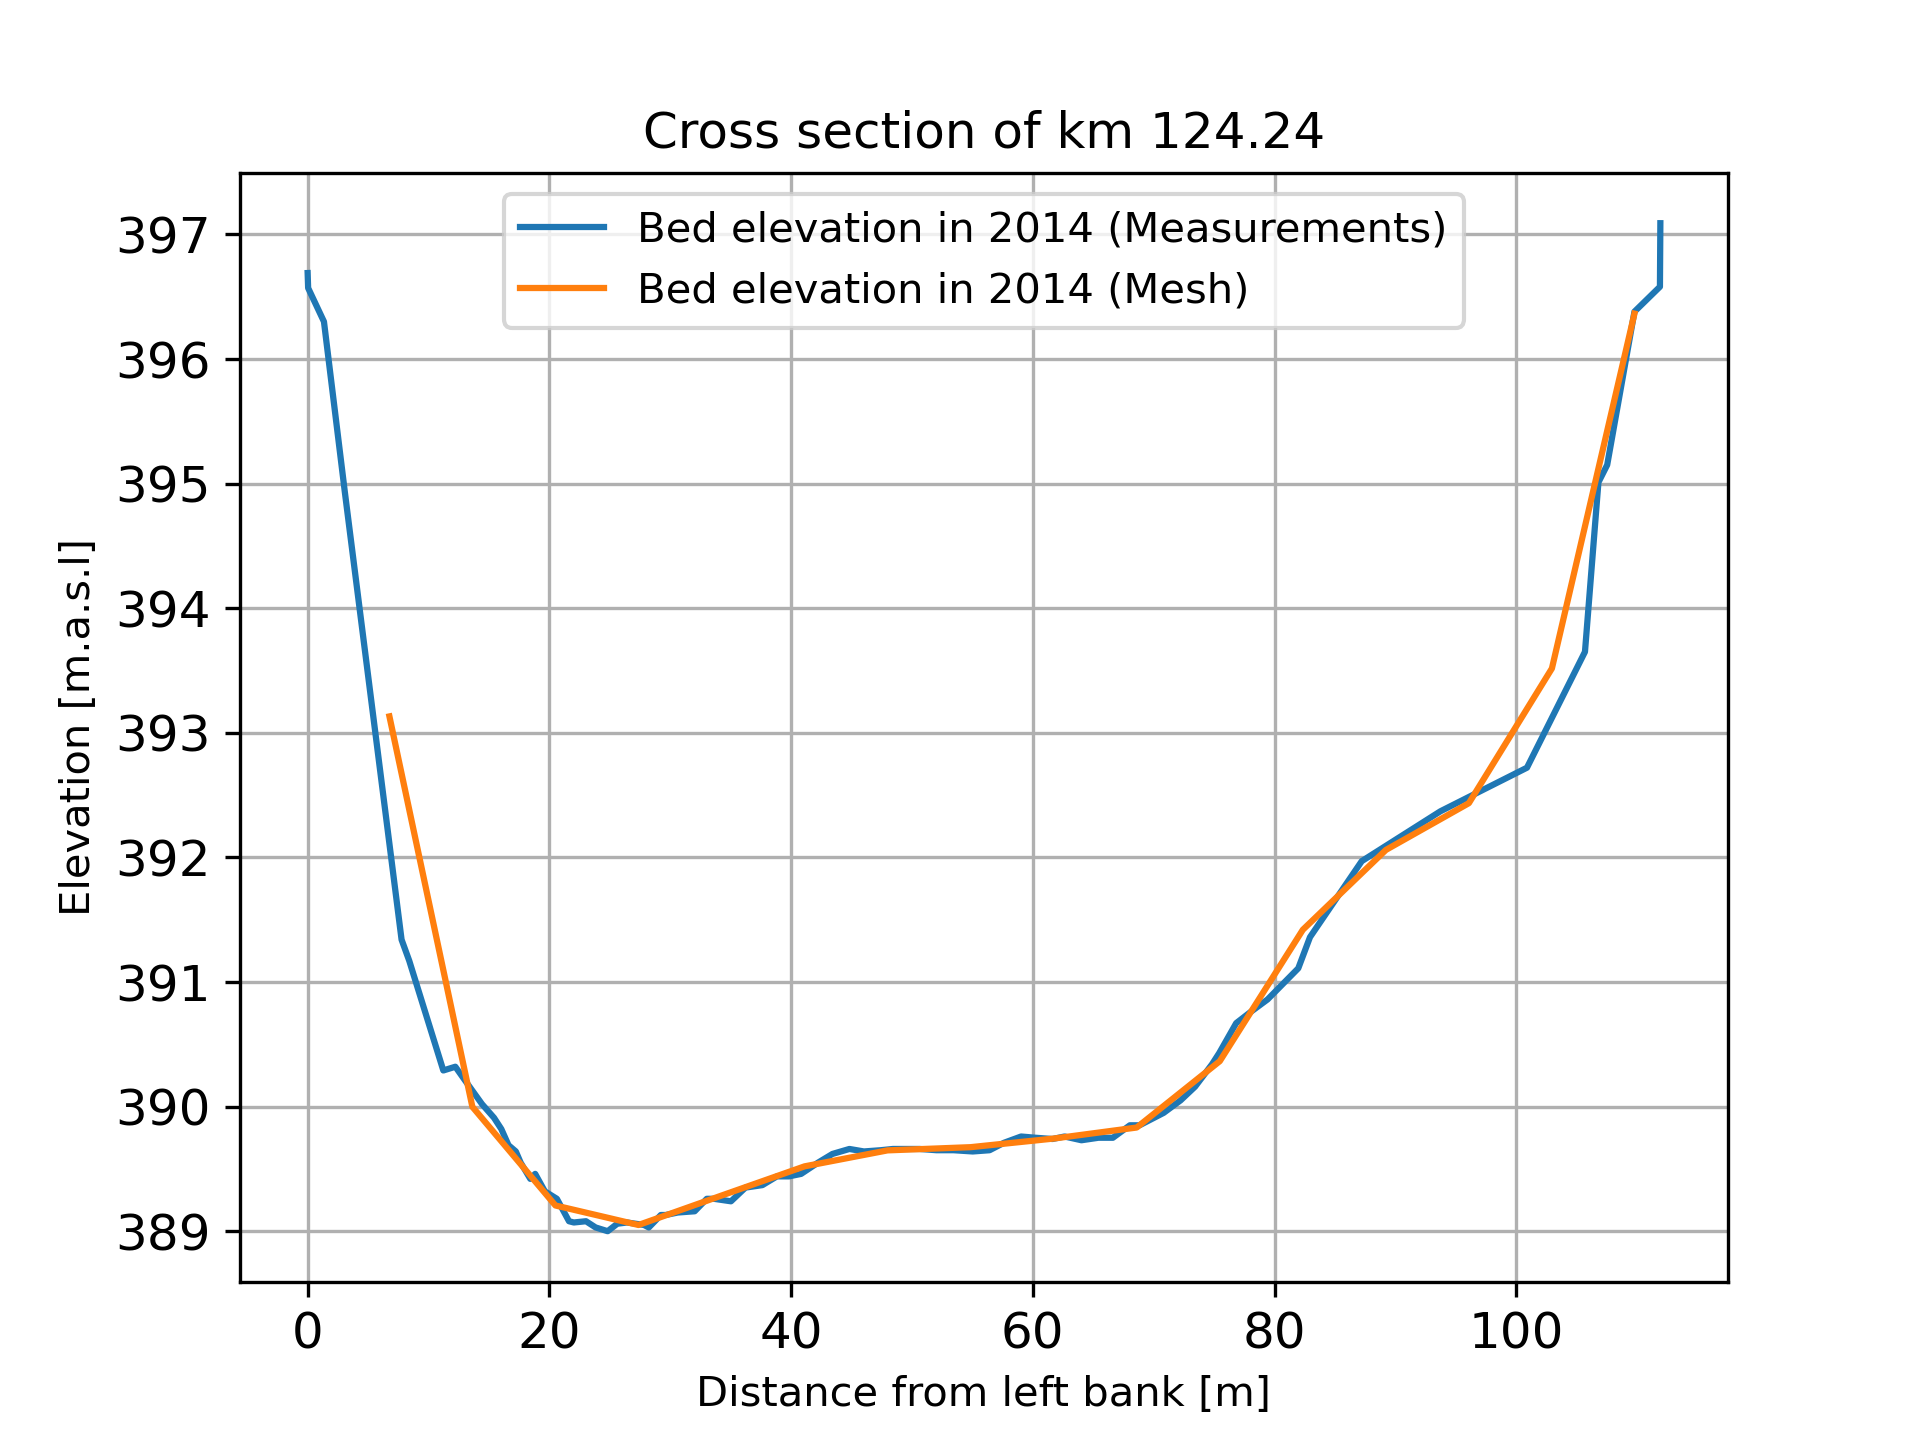 Cross section of km 124.24
Bed elevation in 2014 (Measurements)
Bed elevation in 2014 (Mesh)
397
396
395
394
393
392
391
390
389
Elevation [m.a.s.l]
0 20 40 60 80 100
Distance from left bank [m]